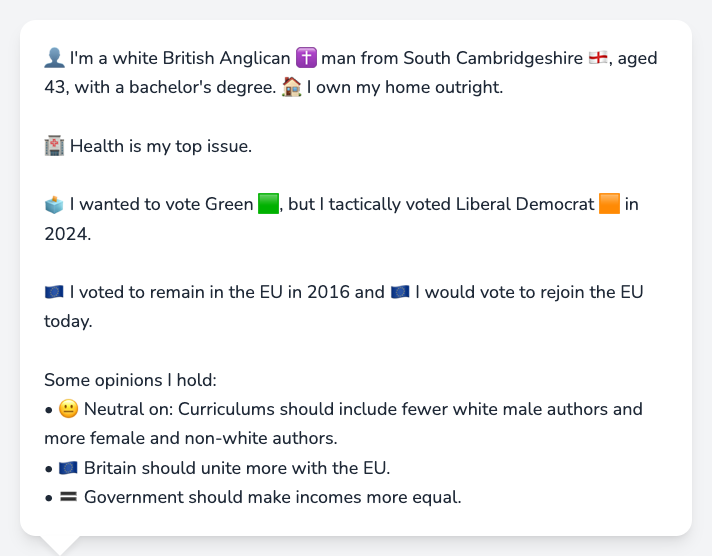 👤 I'm a white British Anglican ✝️ man from South Cambridgeshire 🏴󠁧󠁢󠁥󠁮󠁧󠁿, aged
43, with a bachelor's degree. 🏠 I own my home outright.
🏥 Health is my top issue.
🗳️ I wanted to vote Green 🟩, but I tactically voted Liberal Democrat 🟧 in
2024.
🇪🇺 I voted to remain in the EU in 2016 and 🇪🇺 I would vote to rejoin the EU
today.
Some opinions I hold:
• 😐 Neutral on: Curriculums should include fewer white male authors and
more female and non-white authors.
• 🇪🇺 Britain should unite more with the EU.
• 🟰 Government should make incomes more equal.